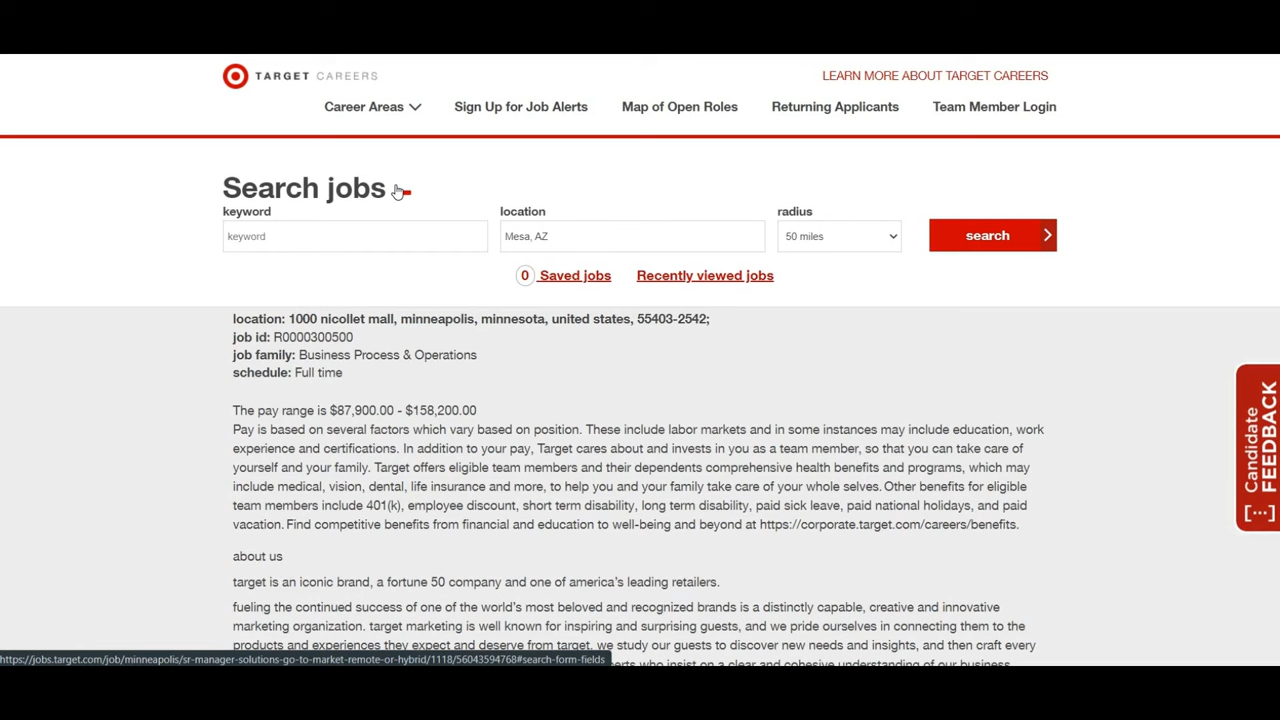 TARGET CAREERS
LEARN MORE ABOUT TARGET CAREERS
Career Areas
Sign Up for Job Alerts
Map of Open Roles
Returning Applicants
Team Member Login
Search jobs
keyword
location
radius
keyword
Mesa, AZ
50 miles
search
0 Saved jobs
Recently viewed jobs
location: 1000 nicollet mall, minneapolis, minnesota, united states, 55403-2542;
job id: R0000300500
job family: Business Process & Operations
schedule: Full time
The pay range is $87,900.00 - $158,200.00
Pay is based on several factors which vary based on position. These include labor markets and in some instances may include education, work
experience and certifications. In addition to your pay, Target cares about and invests in you as a team member, so that you can take care of
yourself and your family. Target offers eligible team members and their dependents comprehensive health benefits and programs, which may
include medical, vision, dental, life insurance and more, to help you and your family take care of your whole selves. Other benefits for eligible
team members include 401(k), employee discount, short term disability, long term disability, paid sick leave, paid national holidays, and paid
vacation. Find competitive benefits from financial and education to well-being and beyond at https://corporate.target.com/careers/benefits.
about us
target is an iconic brand, a fortune 50 company and one of america's leading retailers.
fueling the continued success of one of the world's most beloved and recognized brands is a distinctly capable, creative and innovative
marketing organization. target marketing is well known for inspiring and surprising guests, and we pride ourselves in connecting them to the
products and experiences they expect and deserve from target. we study our guests to discover new needs and insights, and then craft every
who insist on a clear and cohesive understanding of our business
https://jobs.target.com/job/minneapolis/sr-manager-solutions-go-to-market-remote-or-hybrid/1118/56043594768#search-form-fields
Candidate
FEEDBACK
[...]